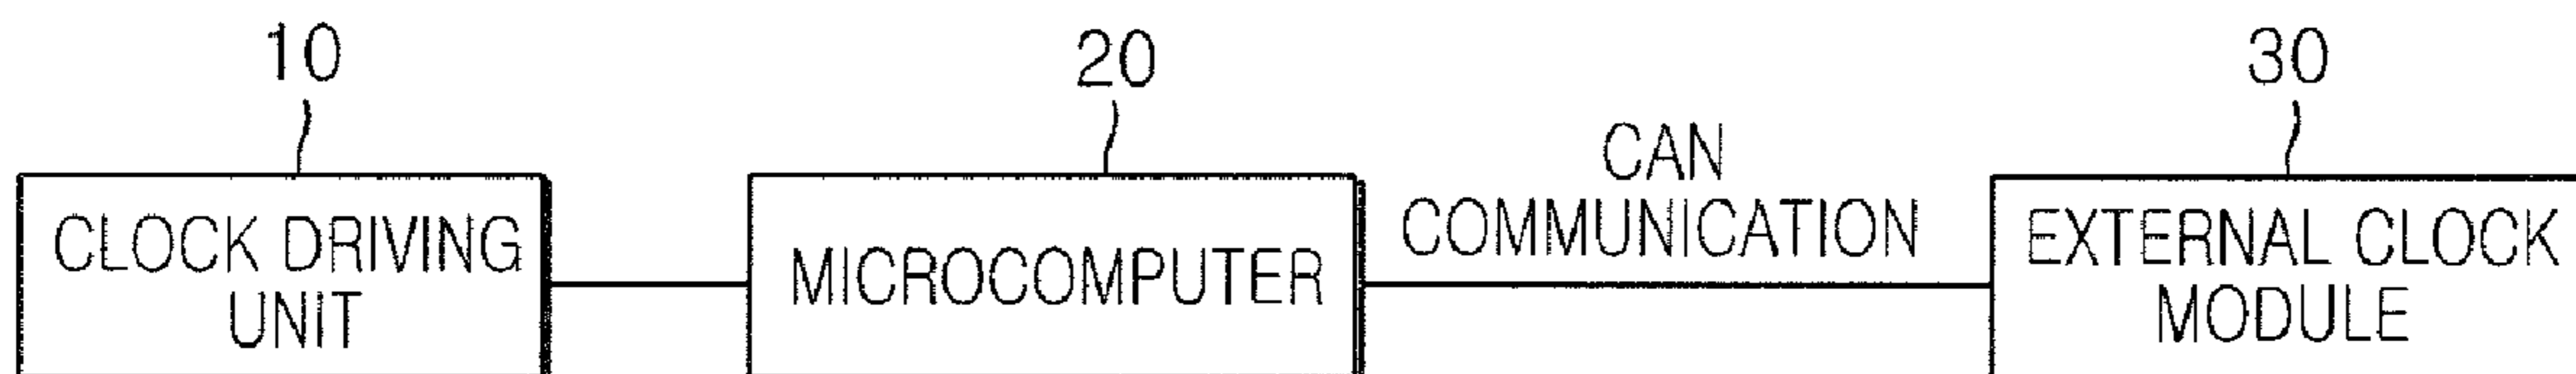 10
20
30
CLOCK DRIVING
UNIT
MICROCOMPUTER
CAN
COMMUNICATION
EXTERNAL CLOCK
MODULE